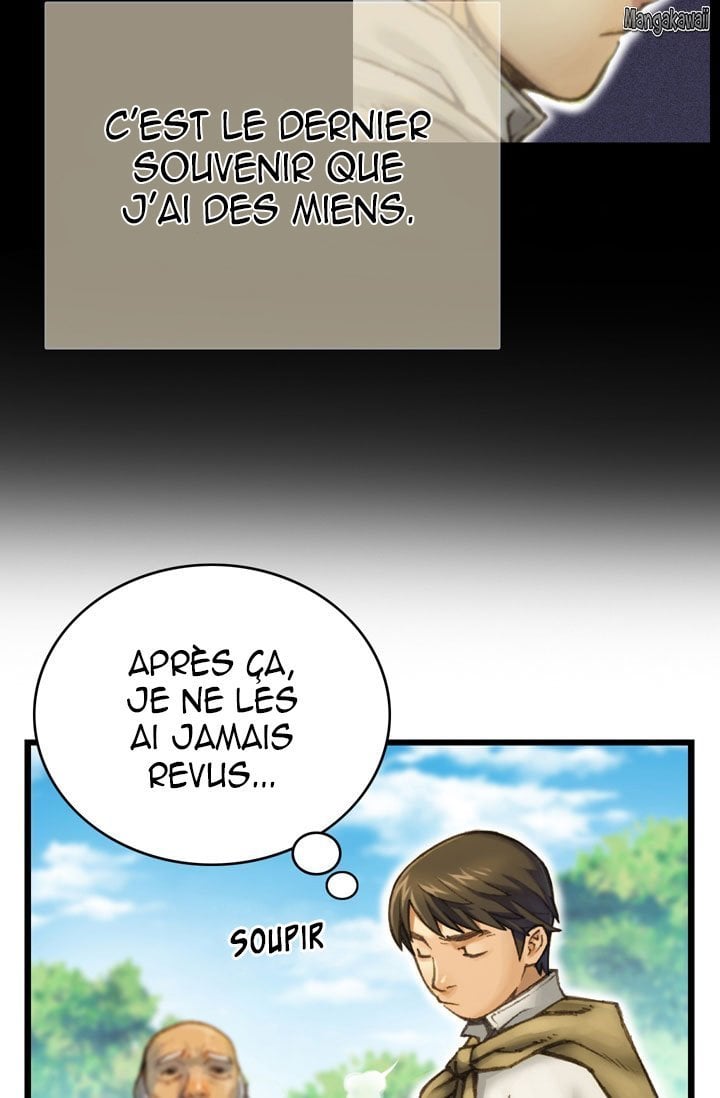 Mangakawaii
C'EST LE DERNIER
SOUVENIR QUE
J'AI DES MIENS.
APRÈS ÇA,
JE NE LES
AI JAMAIS
REVUS...
SOUPIR